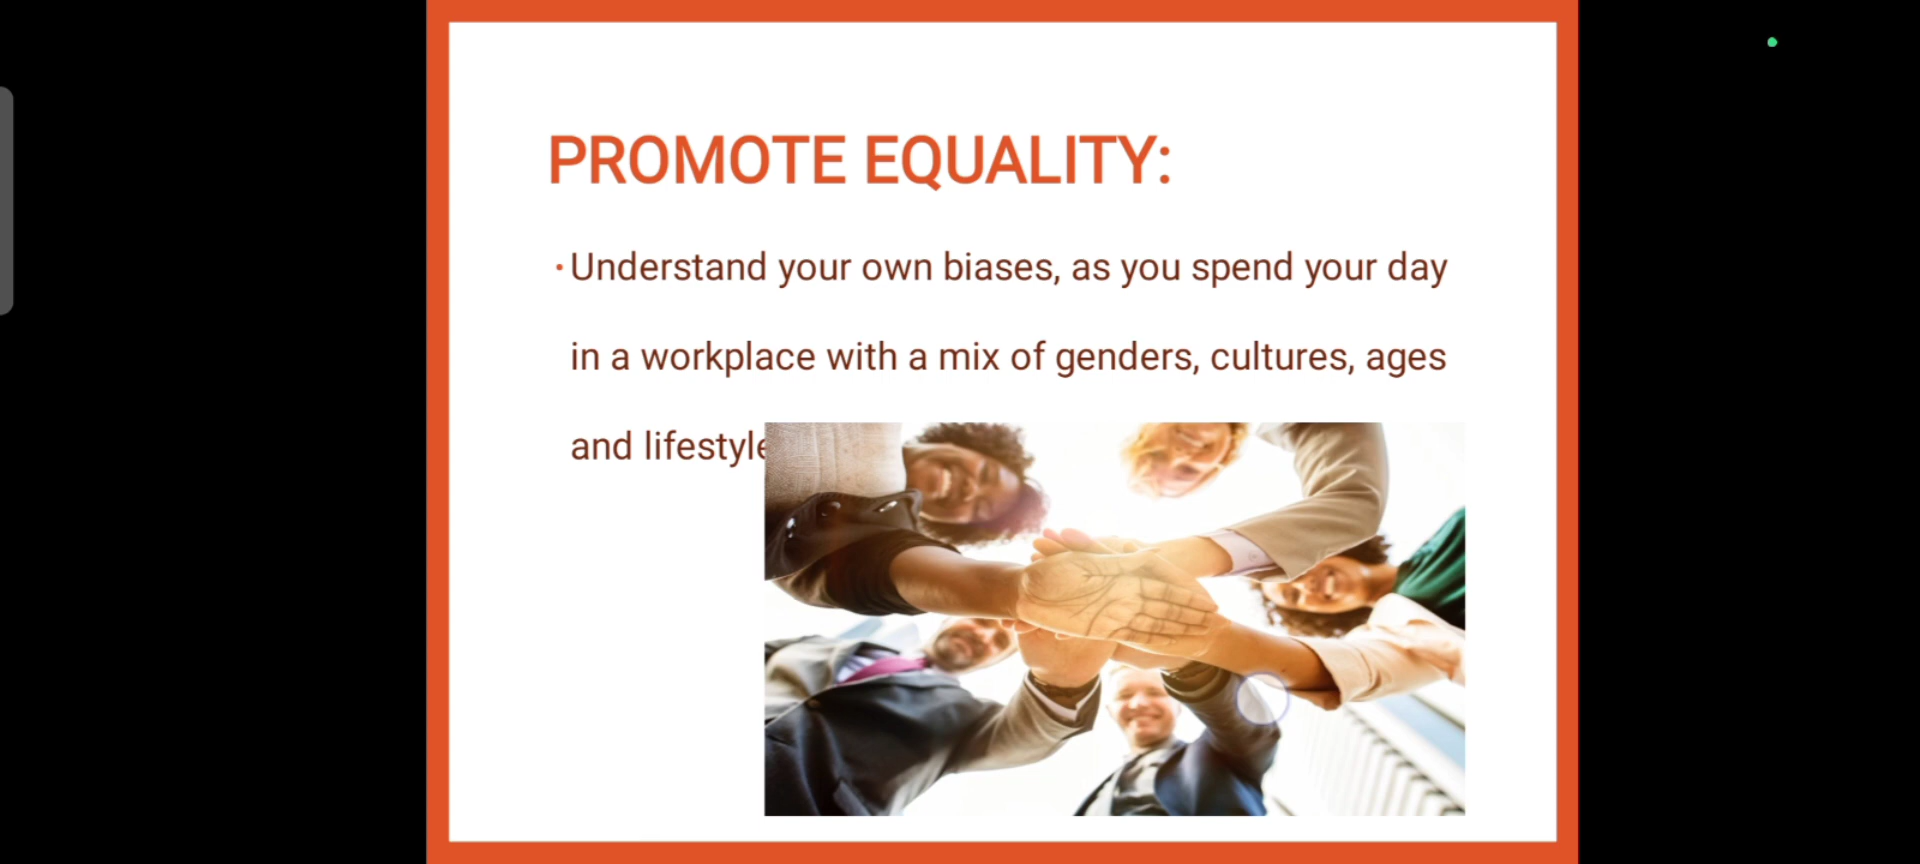 PROMOTE EQUALITY:
• Understand your own biases, as you spend your day
in a workplace with a mix of genders, cultures, ages
and lifestyle